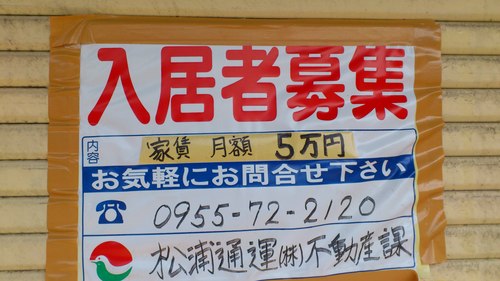 入居者募集
内容 家賃 月額 5万円
お気軽にお問合せ下さい
☎ 0955-72-2120
松浦通運(株)不動産課